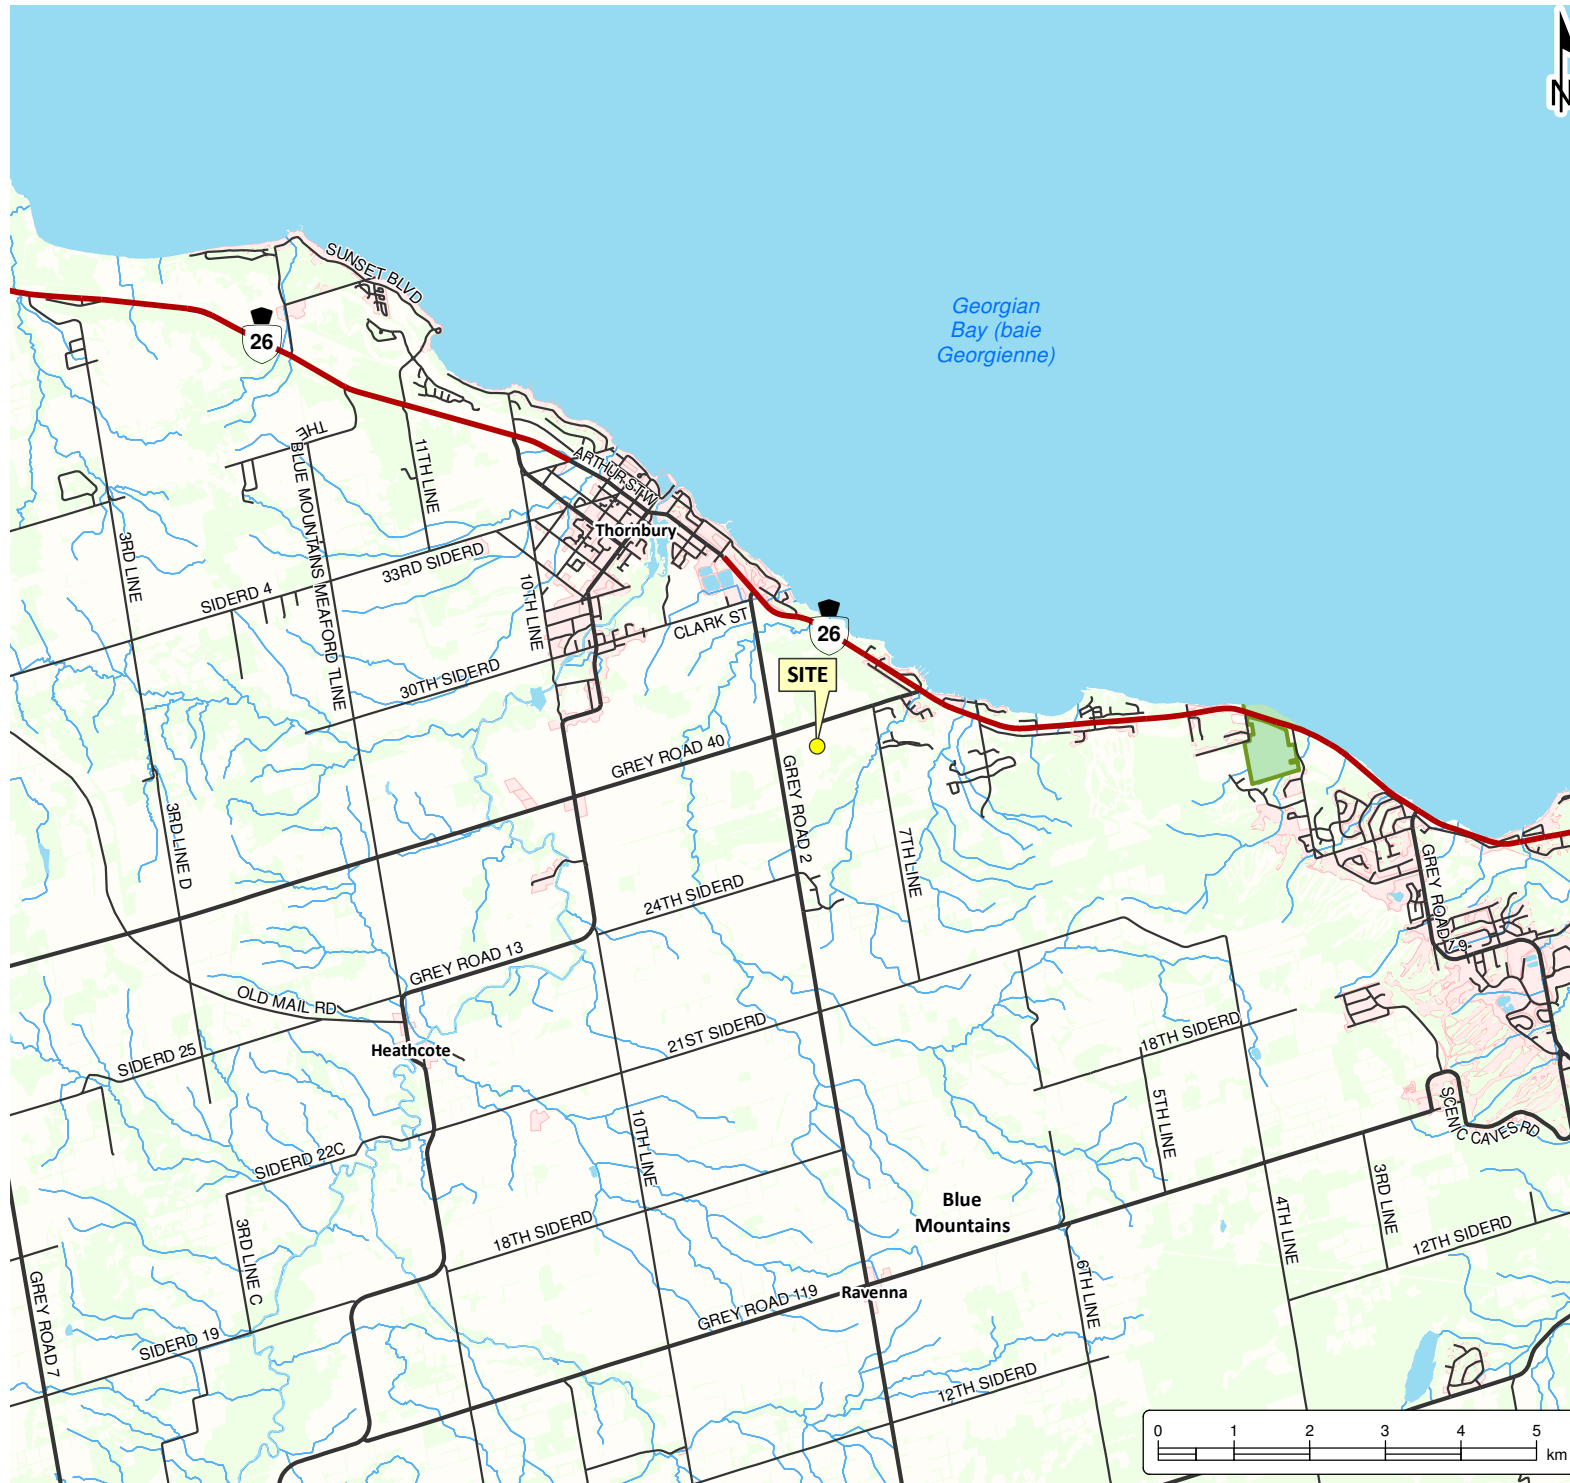 N
SUNSET BLVD
Georgian
Bay (baie
Georgienne)
26
THE
BLUE MOUNTAINS MEAFORD TLINE
11TH LINE
ARTHUR ST W
Thornbury
3RD LINE
33RD SIDERD
10TH LINE
SIDERD 4
CLARK ST
26
30TH SIDERD
SITE
GREY ROAD 40
GREY ROAD 2
3RD LINE D
7TH LINE
24TH SIDERD
GREY ROAD 19
GREY ROAD 13
OLD MAIL RD
21ST SIDERD
18TH SIDERD
Heathcote
SIDERD 25
5TH LINE
SCENIC CAVES RD
10TH LINE
SIDERD 22C
3RD LINE
Blue
Mountains
4TH LINE
18TH SIDERD
12TH SIDERD
3RD LINE C
6TH LINE
GREY ROAD 7
Ravenna
GREY ROAD 119
SIDERD 19
12TH SIDERD
0 1 2 3 4 5
km